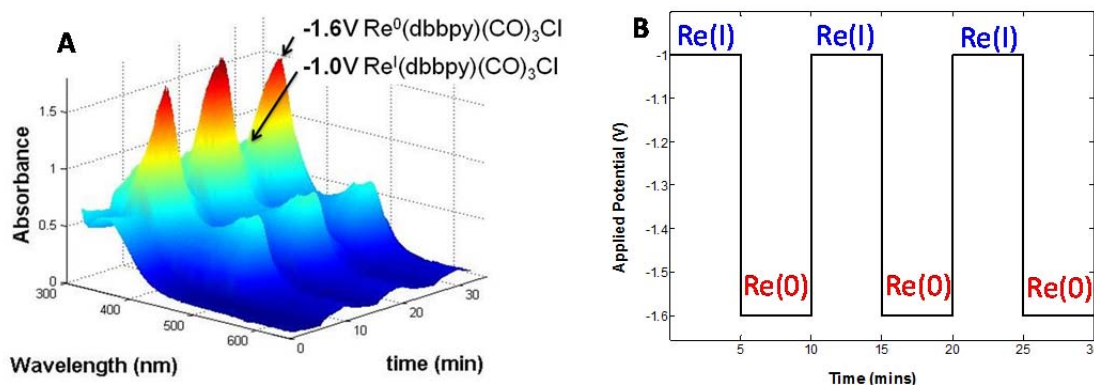 A
-1.6V Re⁰(dbbpy)(CO)₃Cl
-1.0V Reᴵ(dbbpy)(CO)₃Cl
1.5
1
0.5
0
Absorbance
300
400
500
600
Wavelength (nm)
0
10
20
30
time (min)
B
Re(I) Re(I) Re(I)
-1
-1.1
-1.2
-1.3
-1.4
-1.5
-1.6
Applied Potential (V)
Re(0) Re(0) Re(0)
5 10 15 20 25 30
Time (mins)